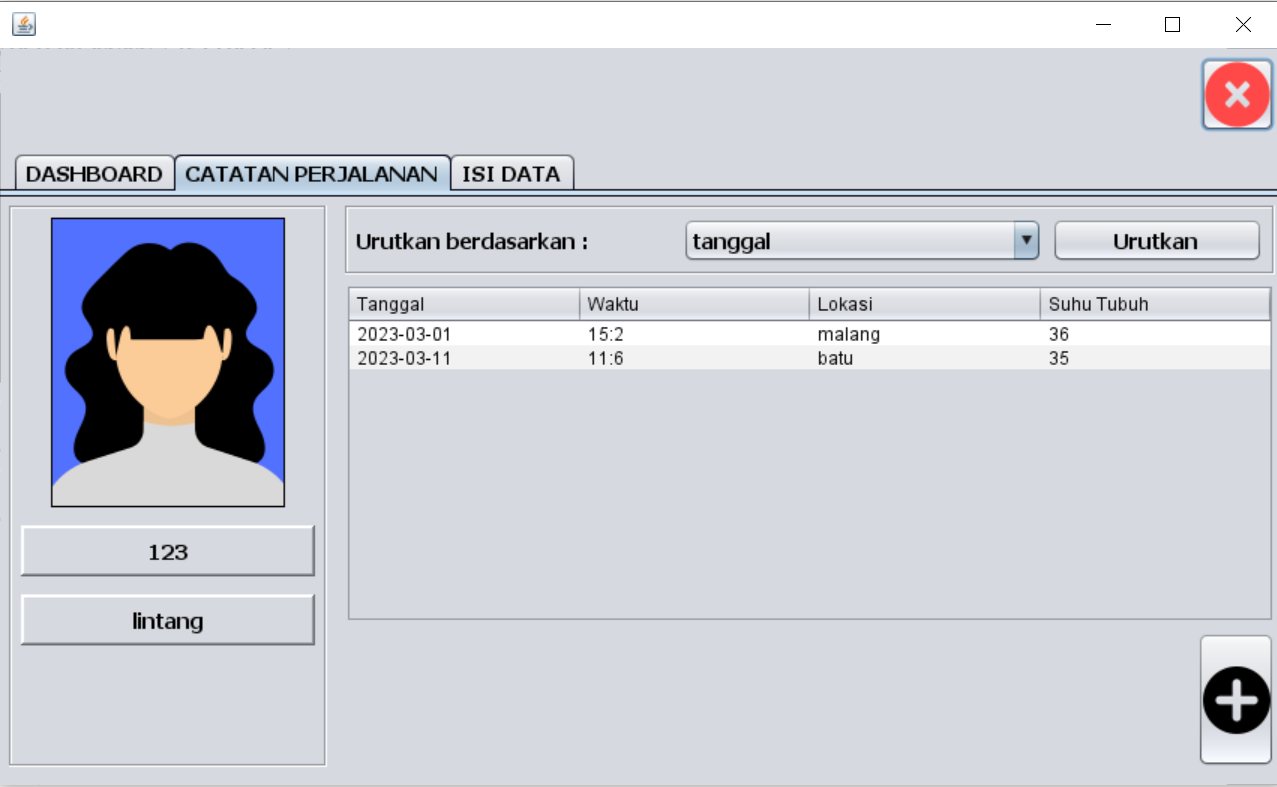 DASHBOARD CATATAN PERJALANAN ISI DATA
Urutkan berdasarkan : tanggal Urutkan
Tanggal Waktu Lokasi Suhu Tubuh
2023-03-01 15:2 malang 36
2023-03-11 11:6 batu 35
123
lintang